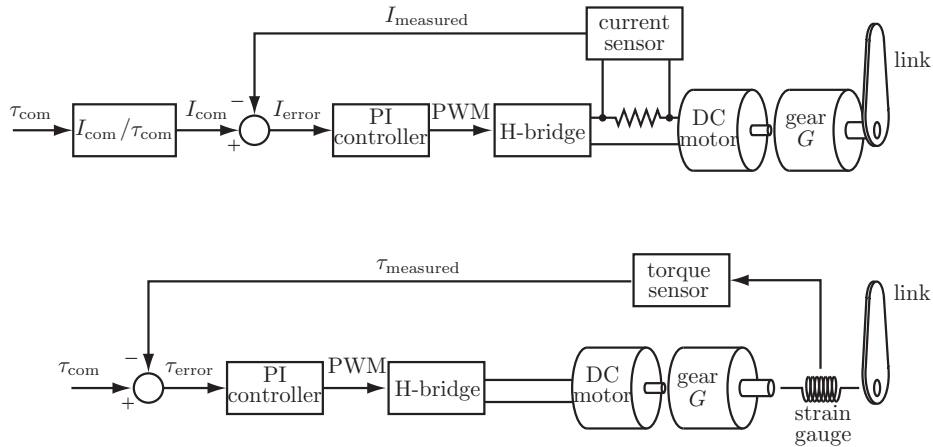 I_measured
current
sensor
link
τ_com
I_com/τ_com
I_com
−
+
I_error
PI
controller
PWM
H-bridge
DC
motor
gear
G
τ_measured
torque
sensor
link
τ_com
−
+
τ_error
PI
controller
PWM
H-bridge
DC
motor
gear
G
strain
gauge